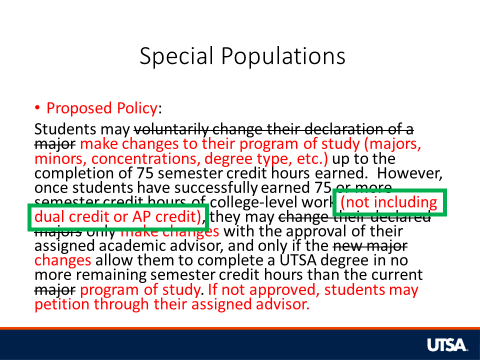 Special Populations
• Proposed Policy:
Students may voluntarily change their declaration of a
major make changes to their program of study (majors,
minors, concentrations, degree type, etc.) up to the
completion of 75 semester credit hours earned. However,
once students have successfully earned 75 or more
semester credit hours of college-level work (not including
dual credit or AP credit), they may change their declared
majors only make changes with the approval of their
assigned academic advisor, and only if the new major
changes allow them to complete a UTSA degree in no
more remaining semester credit hours than the current
major program of study. If not approved, students may
petition through their assigned advisor.
UTSA